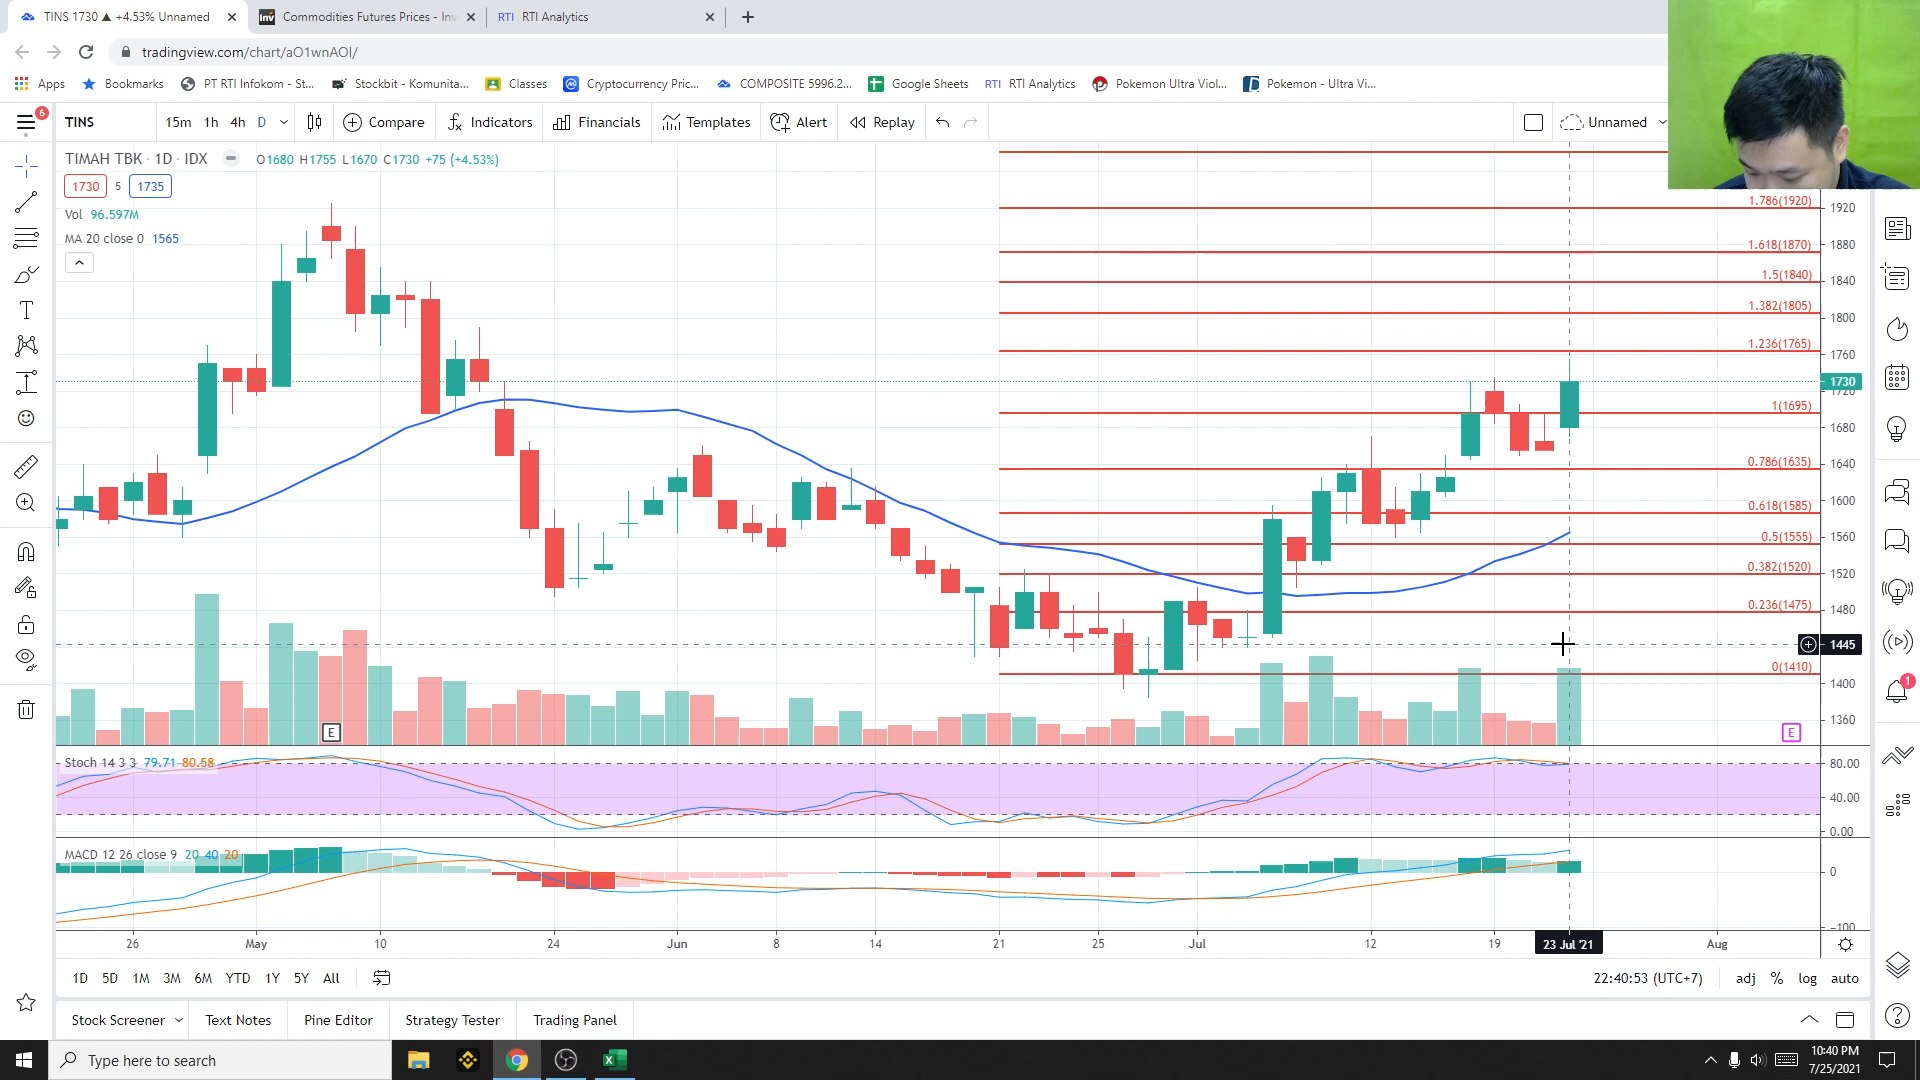 TINS 1730 ▲ +4.53% Unnamed
Inv Commodities Futures Prices - Inv
RTI RTI Analytics
tradingview.com/chart/aO1wnAOI/
Apps Bookmarks PT RTI Infokom - St... Stockbit - Komunita... Classes Cryptocurrency Pric... COMPOSITE 5996.2... Google Sheets RTI RTI Analytics Pokemon Ultra Viol... Pokemon - Ultra Vi...
6
TINS 15m 1h 4h D Compare Indicators Financials Templates Alert Replay Unnamed
TIMAH TBK · 1D · IDX O1680 H1755 L1670 C1730 +75 (+4.53%)
1730 5 1735
Vol 96.597M
MA 20 close 0 1565
1.786(1920)
1920
1.618(1870)
1880
1.5(1840)
1840
1.382(1805)
1800
1.236(1765)
1760
1730
1720
1(1695)
1680
0.786(1635)
1640
0.618(1585)
1600
0.5(1555)
1560
0.382(1520)
1520
0.236(1475)
1480
1445
0(1410)
1400
1360
1
E
E
Stoch 14 3 3 79.71 80.58
80.00
40.00
0.00
MACD 12 26 close 9 20 40 20
0
-100
26 May 10 24 Jun 8 14 21 25 Jul 12 19 23 Jul '21 Aug
1D 5D 1M 3M 6M YTD 1Y 5Y All 22:40:53 (UTC+7) adj % log auto
Stock Screener Text Notes Pine Editor Strategy Tester Trading Panel
Type here to search
10:40 PM
7/25/2021